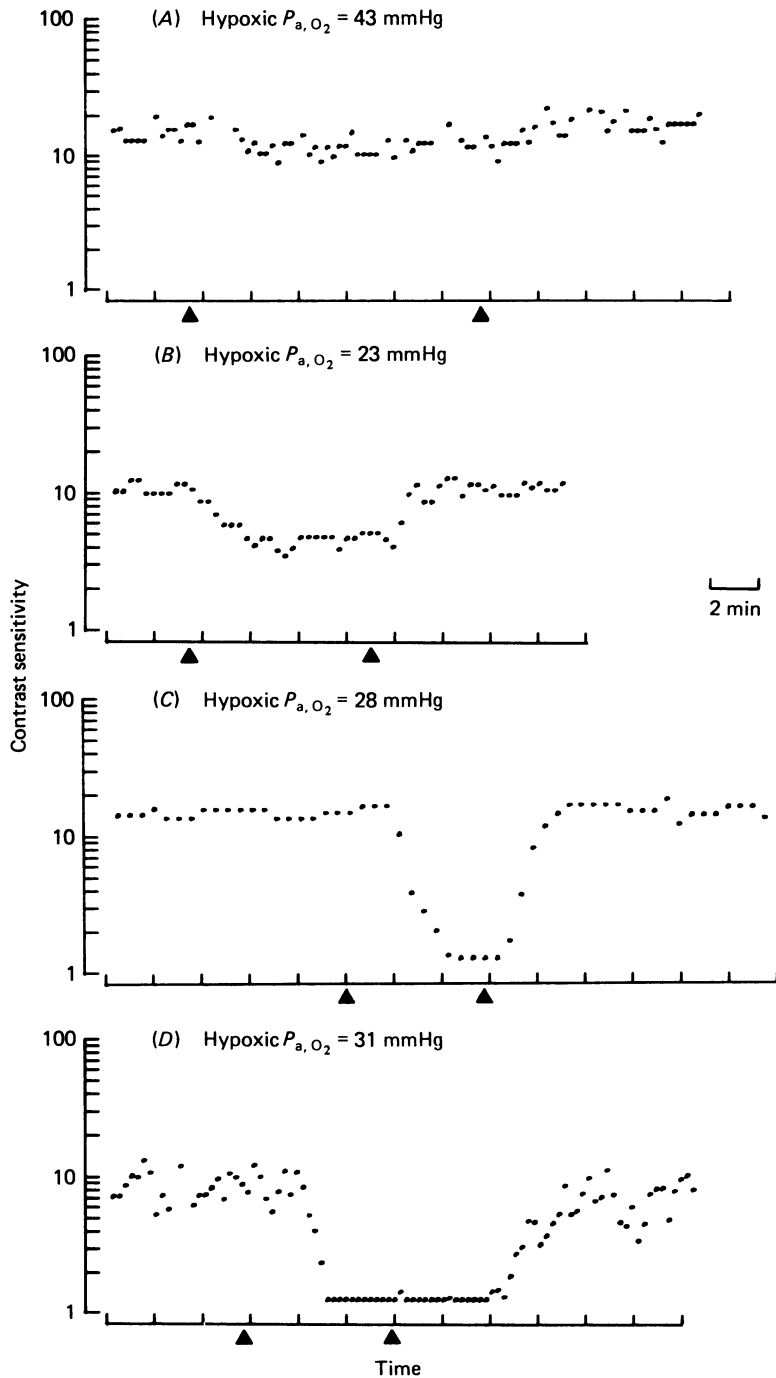 (A) Hypoxic Pa, O2 = 43 mmHg
100
10
1
(B) Hypoxic Pa, O2 = 23 mmHg
100
10
1
2 min
Contrast sensitivity
(C) Hypoxic Pa, O2 = 28 mmHg
100
10
1
(D) Hypoxic Pa, O2 = 31 mmHg
100
10
1
Time